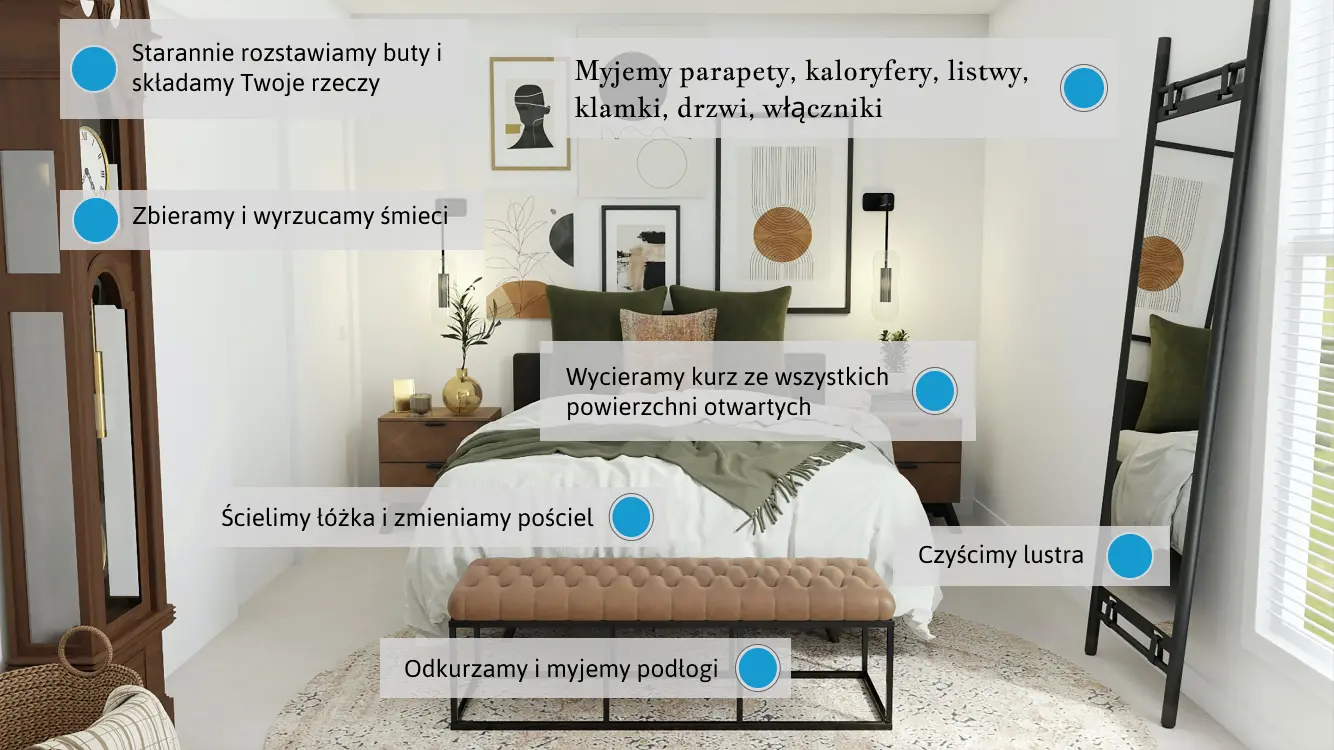 Starannie rozstawiamy buty i
składamy Twoje rzeczy
Myjemy parapety, kaloryfery, listwy,
klamki, drzwi, włączniki
Zbieramy i wyrzucamy śmieci
Wycieramy kurz ze wszystkich
powierzchni otwartych
Ścielimy łóżka i zmieniamy pościel
Czyścimy lustra
Odkurzamy i myjemy podłogi